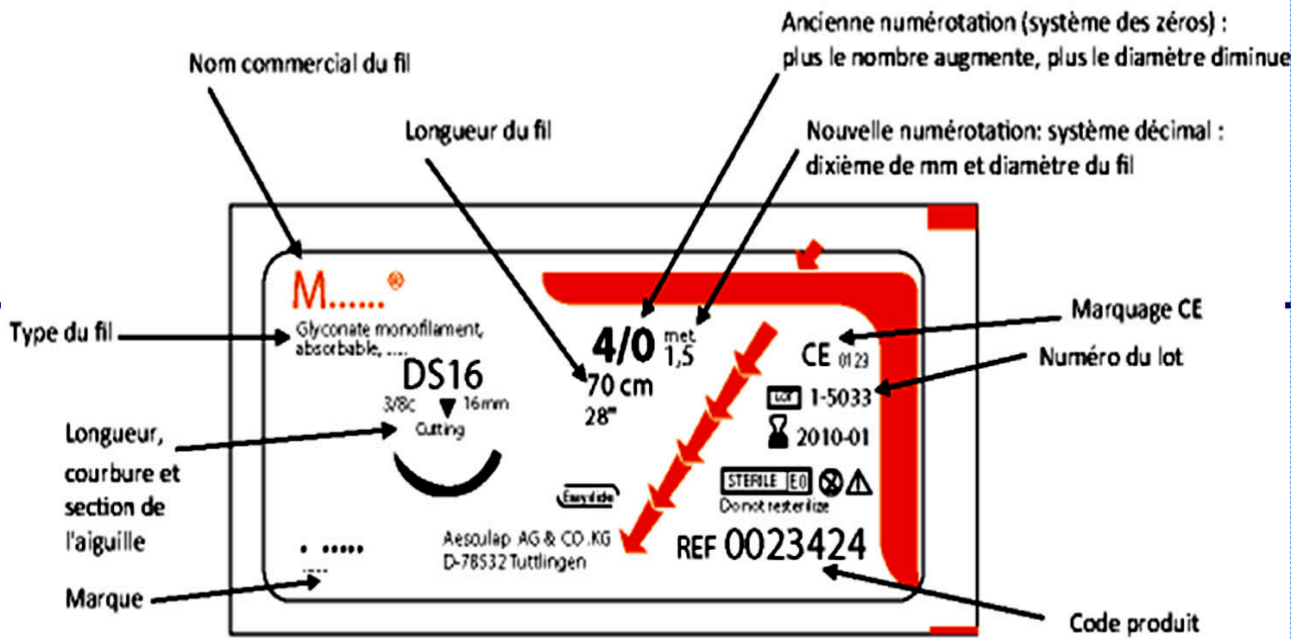 Ancienne numérotation (système des zéros) :
plus le nombre augmente, plus le diamètre diminue
Nom commercial du fil
Longueur du fil
Nouvelle numérotation: système décimal :
dixième de mm et diamètre du fil
M......®
Type du fil
Glyconate monofilament,
absorbable, ....
DS16
3/8c 16mm
Cutting
4/0 met
1,5
70 cm
28"
CE 0123
Marquage CE
Numéro du lot
LOT 1-5033
2010-01
Longueur,
courbure et
section de
l'aiguille
STERILE EO
Do not resterilize
Aesculap AG & CO.KG
D-78532 Tuttlingen
REF 0023424
. .....
.....
Marque
Code produit